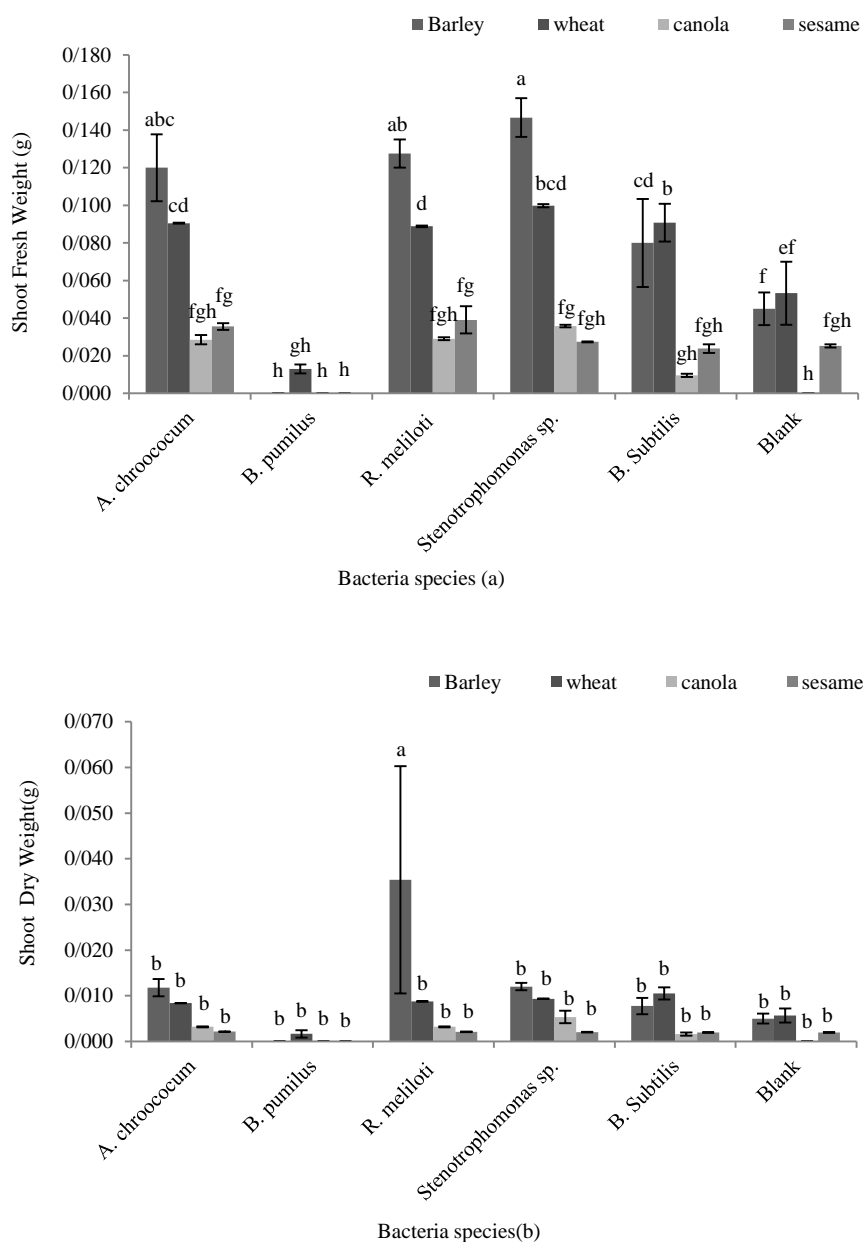 Barley wheat canola sesame
0/180
0/160
0/140
0/120
0/100
0/080
0/060
0/040
0/020
0/000
Shoot Fresh Weight (g)
abc cd fgh fg
h gh h h
ab d fgh fg
a bcd fg fgh
cd b gh fgh
f ef h fgh
A. chroococum
B. pumilus
R. meliloti
Stenotrophomonas sp.
B. Subtilis
Blank
Bacteria species (a)
Barley wheat canola sesame
0/070
0/060
0/050
0/040
0/030
0/020
0/010
0/000
Shoot Dry Weight(g)
b b b b
b b b b
a b b b
b b b b
b b b b
b b b b
A. chroococum
B. pumilus
R. meliloti
Stenotrophomonas sp.
B. Subtilis
Blank
Bacteria species(b)